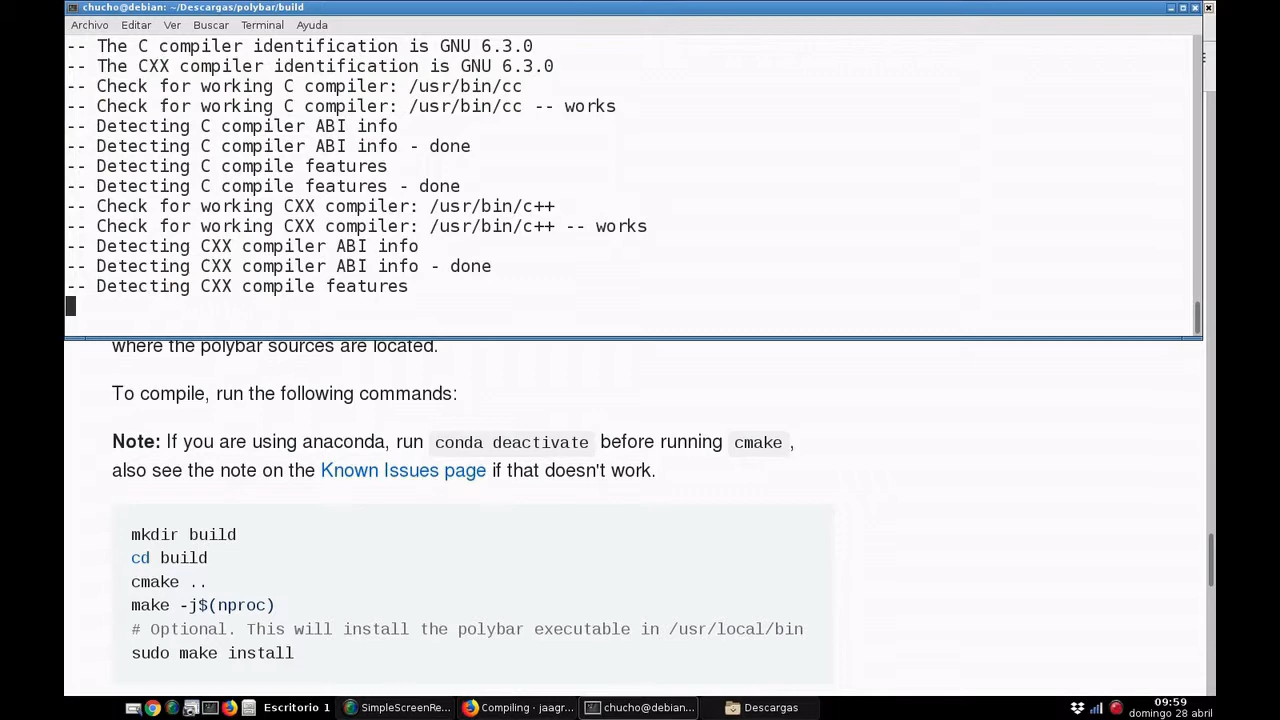 chucho@debian: ~/Descargas/polybar/build
Archivo Editar Ver Buscar Terminal Ayuda
-- The C compiler identification is GNU 6.3.0
-- The CXX compiler identification is GNU 6.3.0
-- Check for working C compiler: /usr/bin/cc
-- Check for working C compiler: /usr/bin/cc -- works
-- Detecting C compiler ABI info
-- Detecting C compiler ABI info - done
-- Detecting C compile features
-- Detecting C compile features - done
-- Check for working CXX compiler: /usr/bin/c++
-- Check for working CXX compiler: /usr/bin/c++ -- works
-- Detecting CXX compiler ABI info
-- Detecting CXX compiler ABI info - done
-- Detecting CXX compile features
where the polybar sources are located.
To compile, run the following commands:
Note: If you are using anaconda, run conda deactivate before running cmake ,
also see the note on the Known Issues page if that doesn't work.
mkdir build
cd build
cmake ..
make -j$(nproc)
# Optional. This will install the polybar executable in /usr/local/bin
sudo make install
Escritorio 1 SimpleScreenRe... Compiling · jaagr... chucho@debian... Descargas 09:59
domingo 28 abril